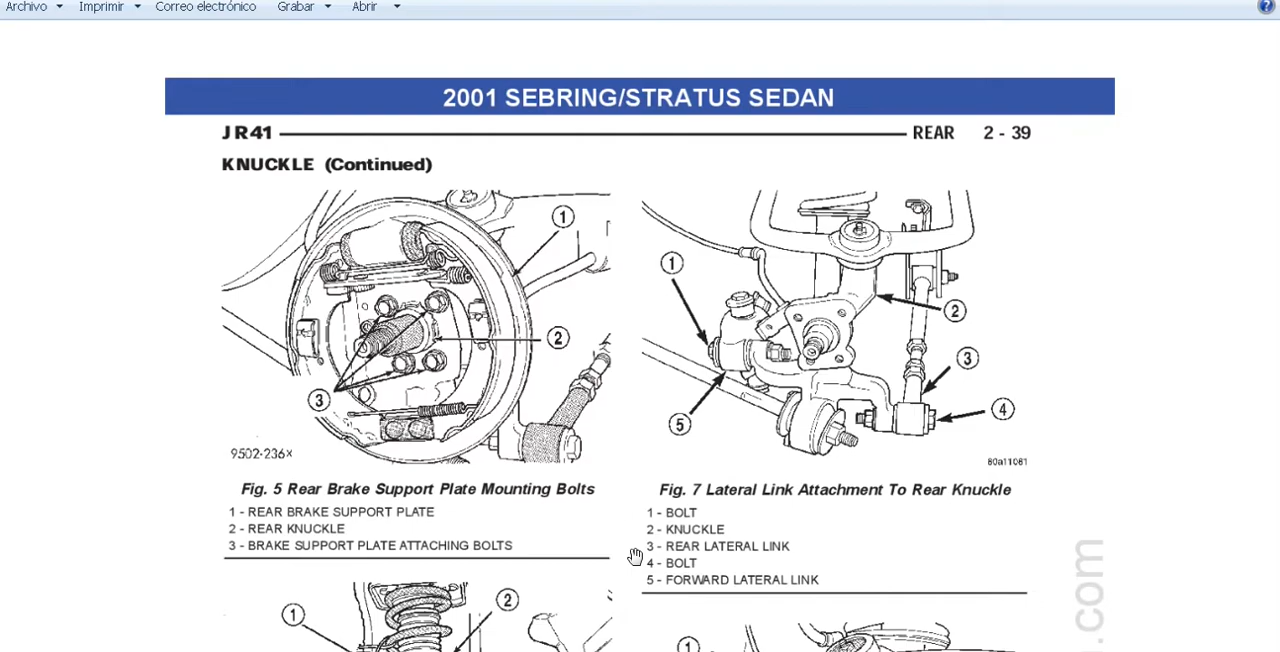 Archivo Imprimir Correo electrónico Grabar Abrir
2001 SEBRING/STRATUS SEDAN
JR41 REAR 2 - 39
KNUCKLE (Continued)
1
2
3
9502-236X
Fig. 5 Rear Brake Support Plate Mounting Bolts
1 - REAR BRAKE SUPPORT PLATE
2 - REAR KNUCKLE
3 - BRAKE SUPPORT PLATE ATTACHING BOLTS
1
2
1
2
3
4
5
80a11081
Fig. 7 Lateral Link Attachment To Rear Knuckle
1 - BOLT
2 - KNUCKLE
3 - REAR LATERAL LINK
4 - BOLT
5 - FORWARD LATERAL LINK
1
.com